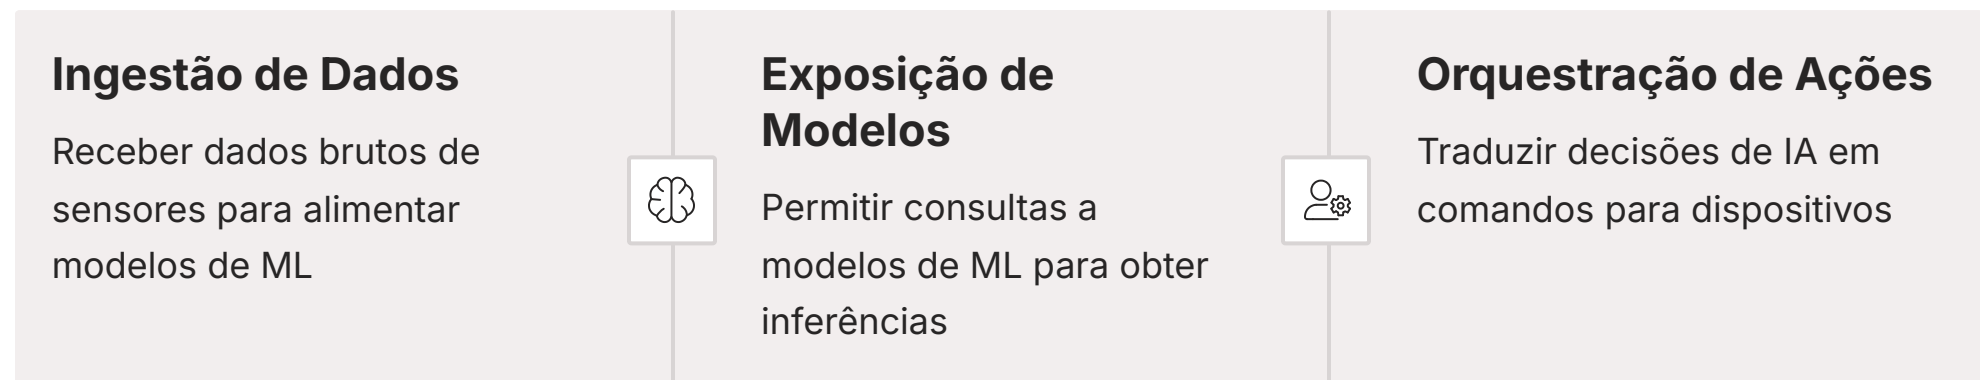 Ingestão de Dados
Receber dados brutos de
sensores para alimentar
modelos de ML
Exposição de
Modelos
Permitir consultas a
modelos de ML para obter
inferências
Orquestração de Ações
Traduzir decisões de IA em
comandos para dispositivos